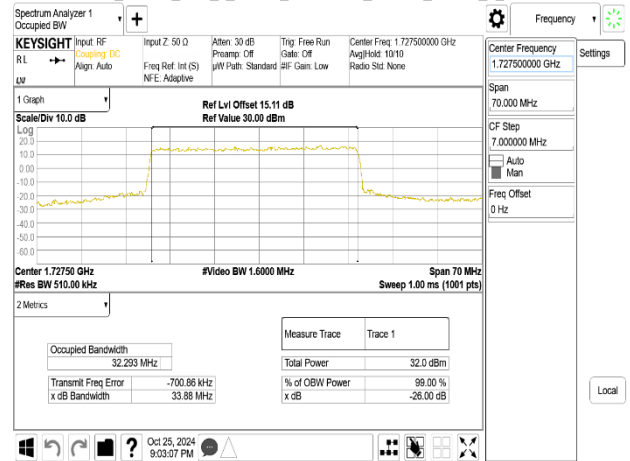 Spectrum Analyzer 1
Occupied BW
Frequency
KEYSIGHT
Input: RF
Coupling: DC
Align: Auto
Input Z: 50 Ω
Freq Ref: Int (S)
NFE: Adaptive
Atten: 30 dB
Preamp: Off
µW Path: Standard
Trig: Free Run
Gate: Off
#IF Gain: Low
Center Freq: 1.727500000 GHz
Avg|Hold: 10/10
Radio Std: None
R L
Center Frequency
1.727500000 GHz
Settings
Span
70.000 MHz
CF Step
7.000000 MHz
Auto
Man
Freq Offset
0 Hz
Local
1 Graph
Scale/Div 10.0 dB
Ref Lvl Offset 15.11 dB
Ref Value 30.00 dBm
Log
20.0
10.0
0.00
-10.0
-20.0
-30.0
-40.0
-50.0
-60.0
Center 1.72750 GHz
#Res BW 510.00 kHz
#Video BW 1.6000 MHz
Span 70 MHz
Sweep 1.00 ms (1001 pts)
2 Metrics
Measure Trace Trace 1
Occupied Bandwidth
32.293 MHz
Total Power 32.0 dBm
Transmit Freq Error -700.86 kHz
% of OBW Power 99.00 %
x dB Bandwidth 33.88 MHz
x dB -26.00 dB
Oct 25, 2024
9:03:07 PM